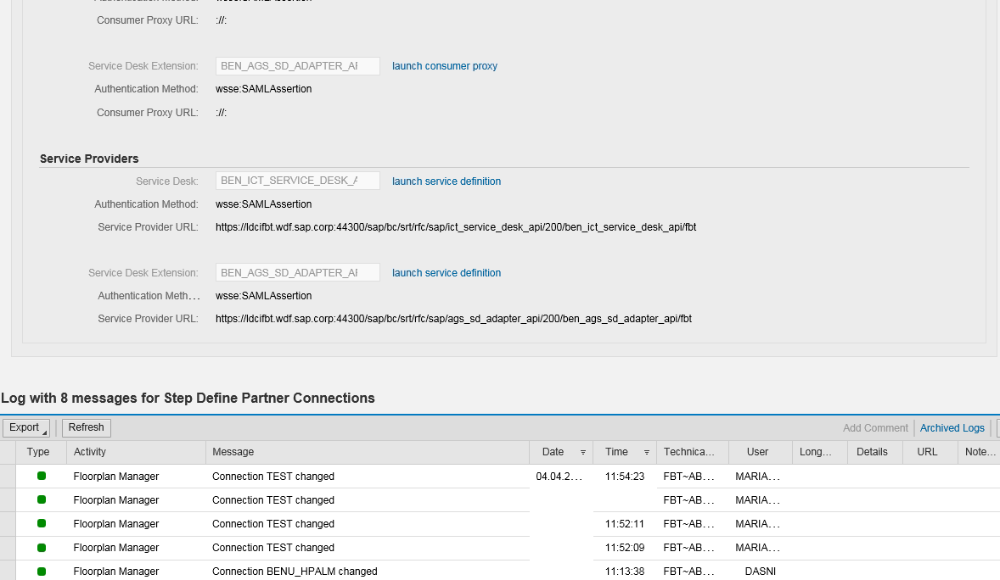 Consumer Proxy URL: ://:
Service Desk Extension: BEN_AGS_SD_ADAPTER_AP launch consumer proxy
Authentication Method: wsse:SAMLAssertion
Consumer Proxy URL: ://:
Service Providers
Service Desk: BEN_ICT_SERVICE_DESK_A launch service definition
Authentication Method: wsse:SAMLAssertion
Service Provider URL: https://ldcifbt.wdf.sap.corp:44300/sap/bc/srt/rfc/sap/ict_service_desk_api/200/ben_ict_service_desk_api/fbt
Service Desk Extension: BEN_AGS_SD_ADAPTER_AP launch service definition
Authentication Meth... wsse:SAMLAssertion
Service Provider URL: https://ldcifbt.wdf.sap.corp:44300/sap/bc/srt/rfc/sap/ags_sd_adapter_api/200/ben_ags_sd_adapter_api/fbt
Log with 8 messages for Step Define Partner Connections
Export Refresh Add Comment Archived Logs
Type Activity Message Date Time Technica... User Long... Details URL Note...
Floorplan Manager Connection TEST changed 04.04.2... 11:54:23 FBT~AB... MARIA...
Floorplan Manager Connection TEST changed FBT~AB... MARIA...
Floorplan Manager Connection TEST changed 11:52:11 FBT~AB... MARIA...
Floorplan Manager Connection TEST changed 11:52:09 FBT~AB... MARIA...
Floorplan Manager Connection BENU_HPALM changed 11:13:38 FBT~AB... DASNI